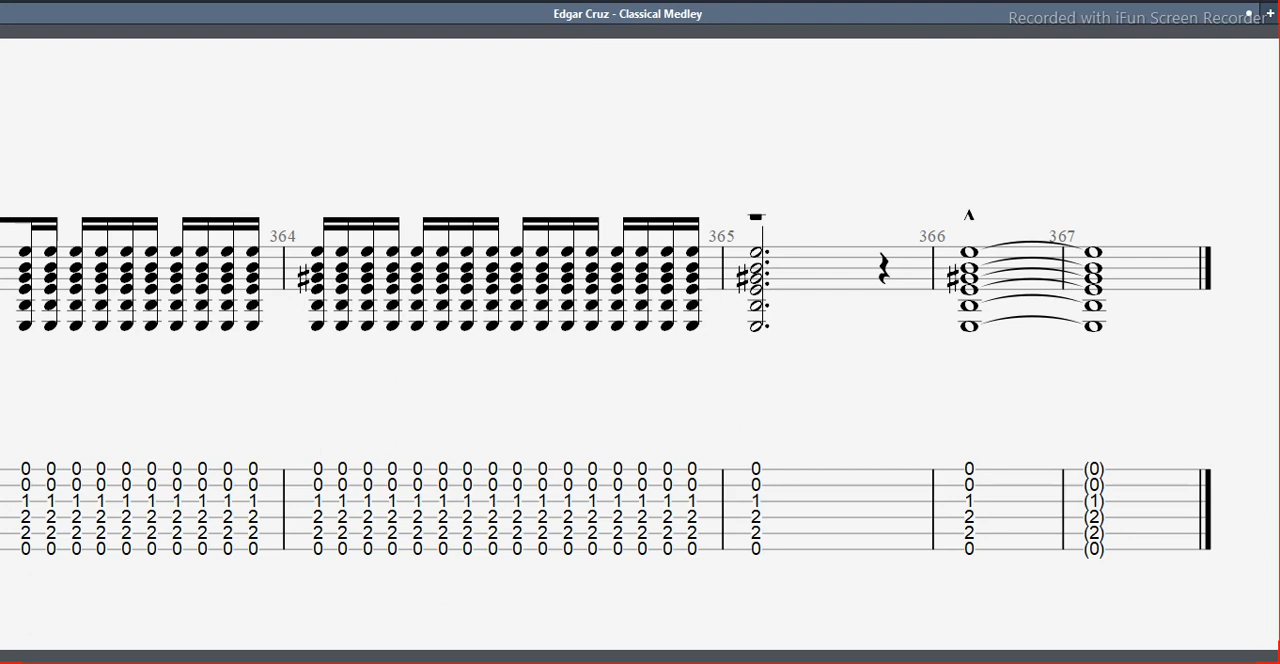 Edgar Cruz - Classical Medley
+
Recorded with iFun Screen Recorder
364 365 366 367
0 0 0 0 0 0 0 0 0 0 0 0 0 0 0 0 0 0 0 0 0 0 0 0 0 0 0 0 (0)
0 0 0 0 0 0 0 0 0 0 0 0 0 0 0 0 0 0 0 0 0 0 0 0 0 0 0 0 (0)
1 1 1 1 1 1 1 1 1 1 1 1 1 1 1 1 1 1 1 1 1 1 1 1 1 1 1 1 (1)
2 2 2 2 2 2 2 2 2 2 2 2 2 2 2 2 2 2 2 2 2 2 2 2 2 2 2 2 (2)
2 2 2 2 2 2 2 2 2 2 2 2 2 2 2 2 2 2 2 2 2 2 2 2 2 2 2 2 (2)
0 0 0 0 0 0 0 0 0 0 0 0 0 0 0 0 0 0 0 0 0 0 0 0 0 0 0 0 (0)